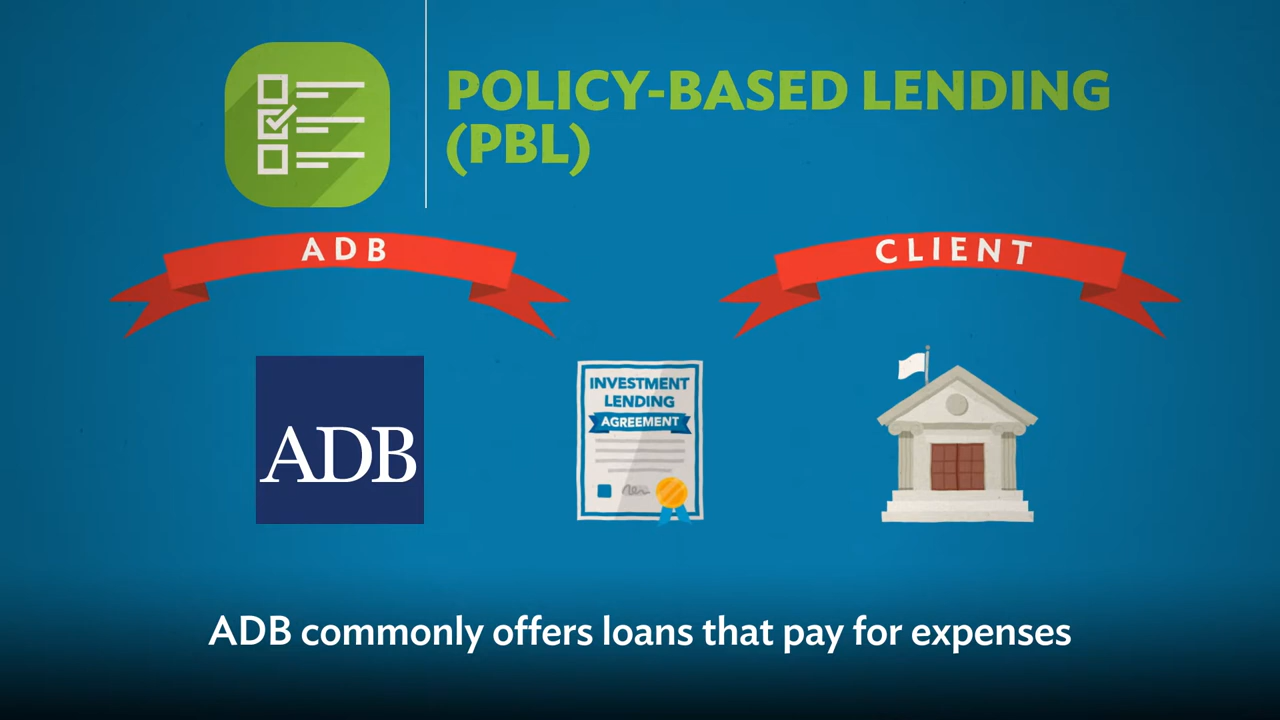 POLICY-BASED LENDING
(PBL)
ADB
CLIENT
ADB
INVESTMENT
LENDING
AGREEMENT
ADB commonly offers loans that pay for expenses